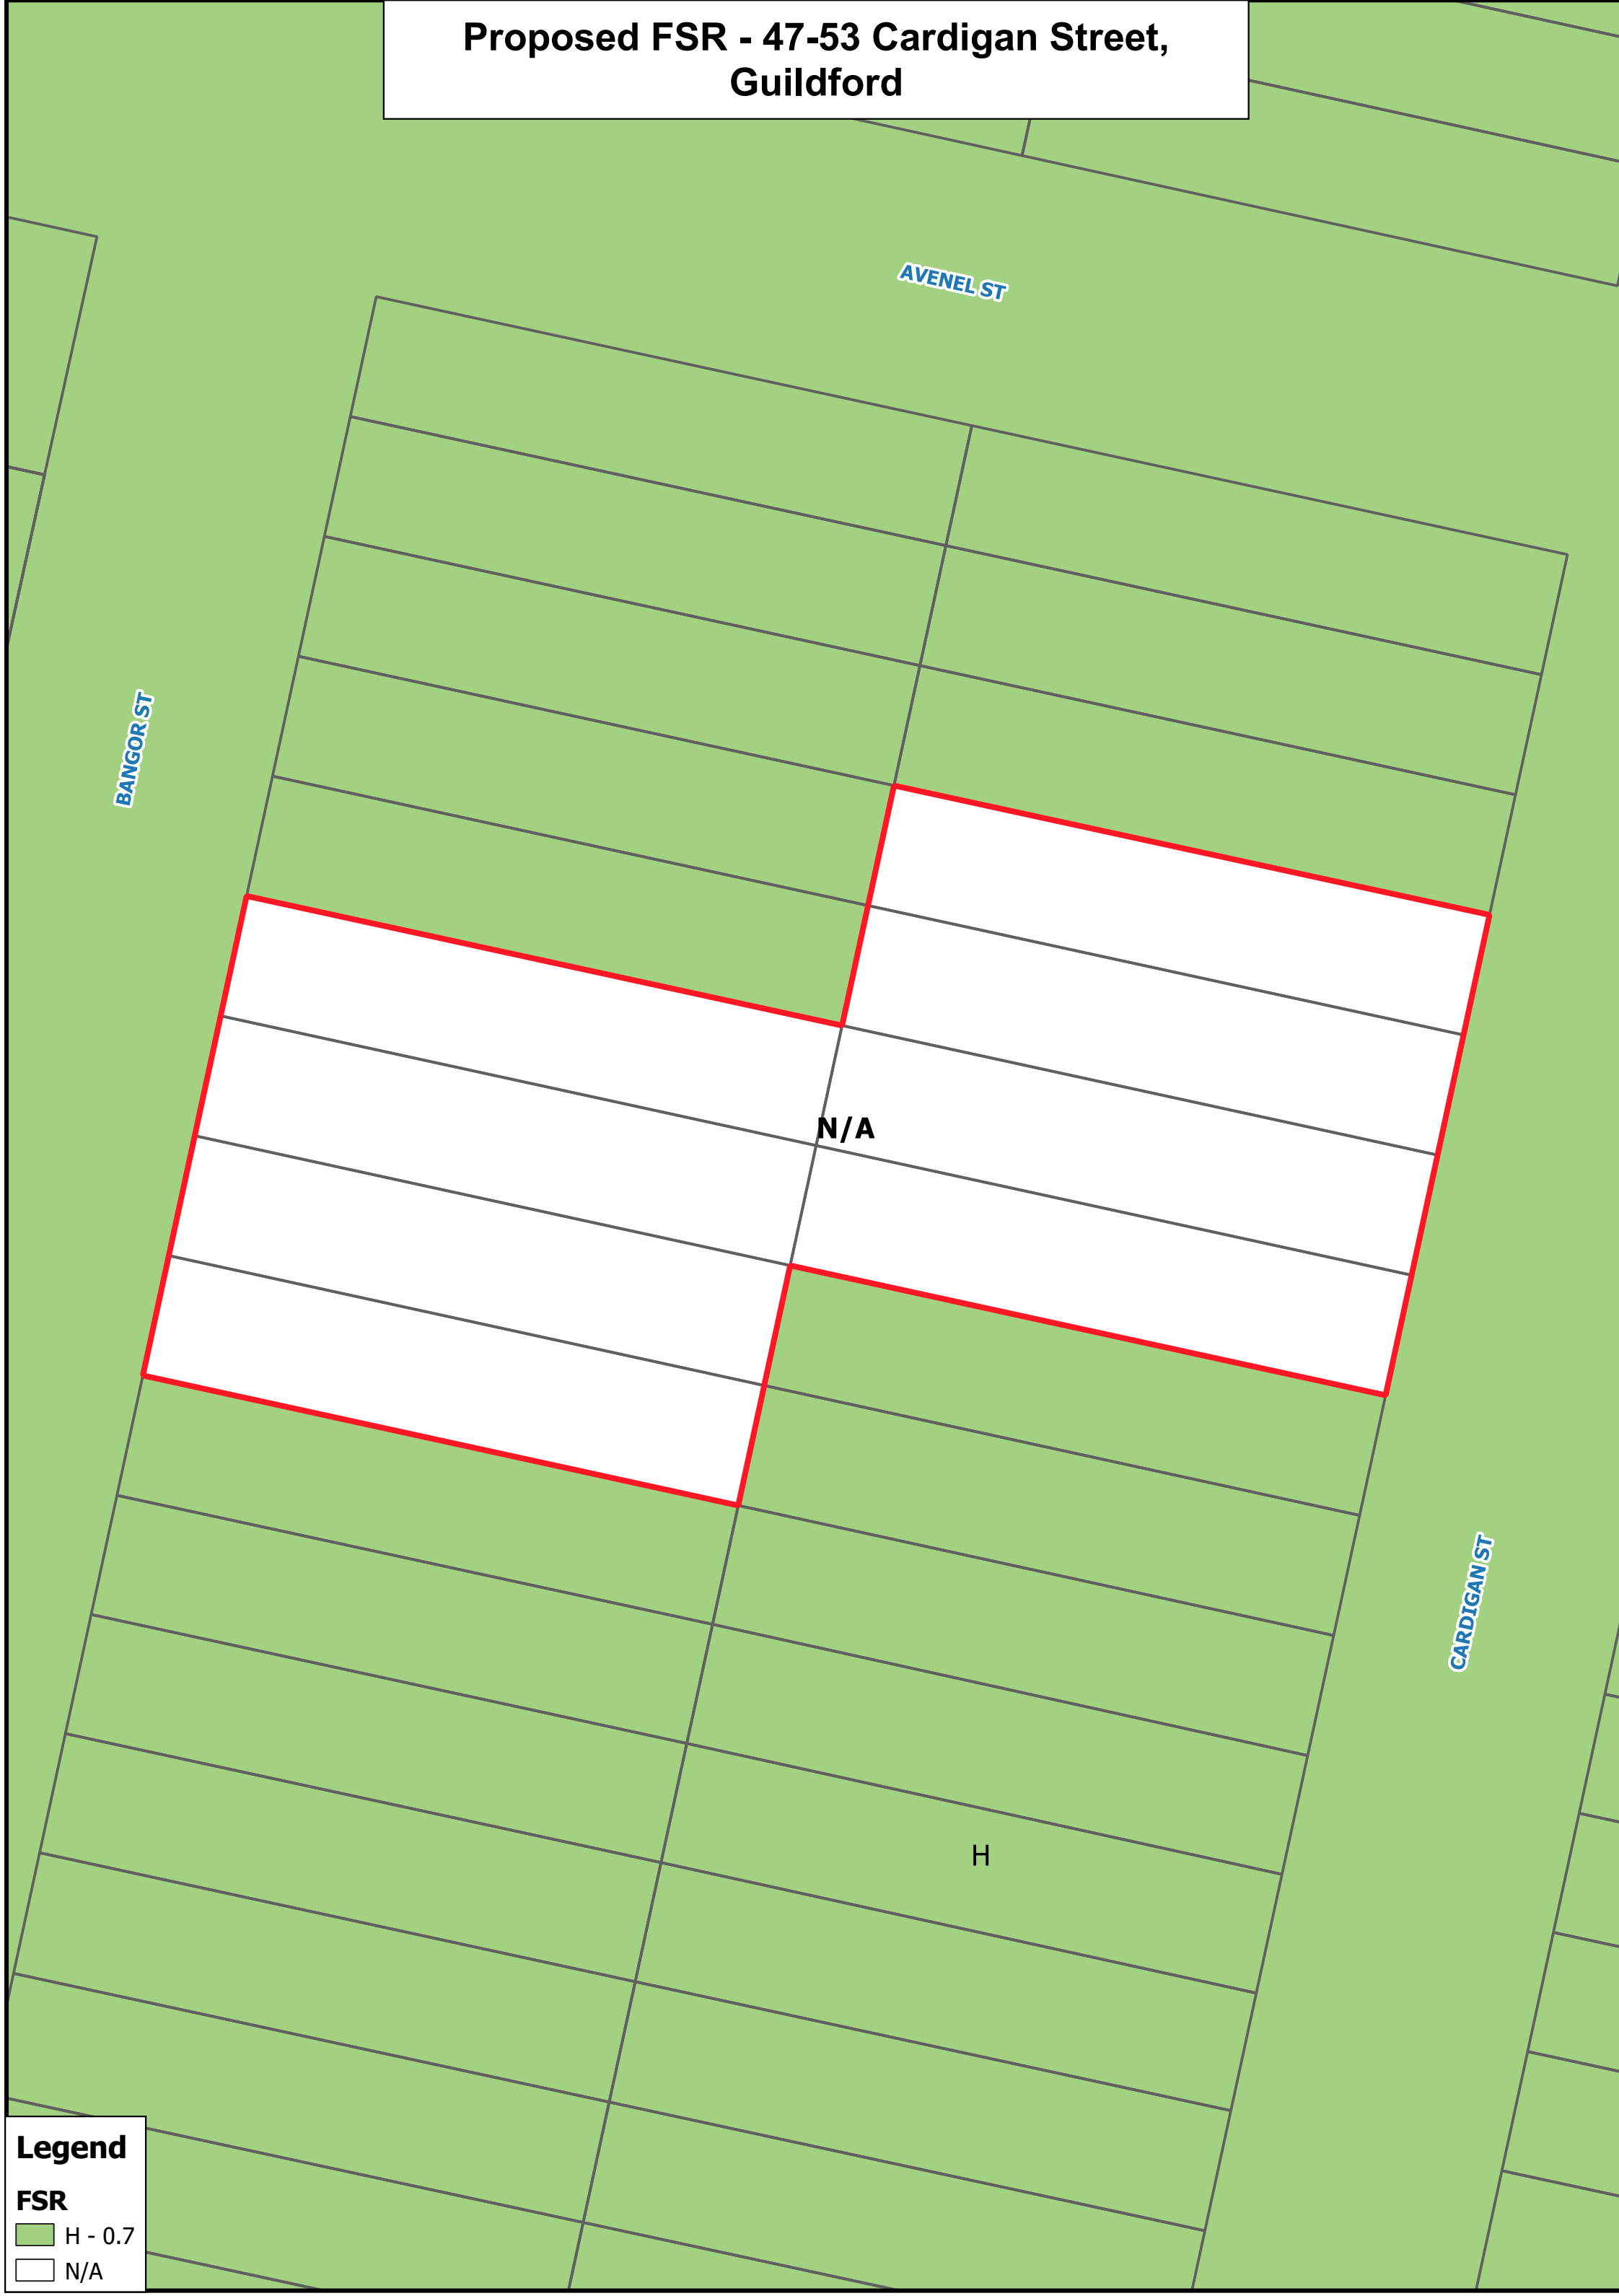 Proposed FSR - 47-53 Cardigan Street,
Guildford
AVENEL ST
BANGOR ST
N/A
CARDIGAN ST
H
Legend
FSR
H - 0.7
N/A